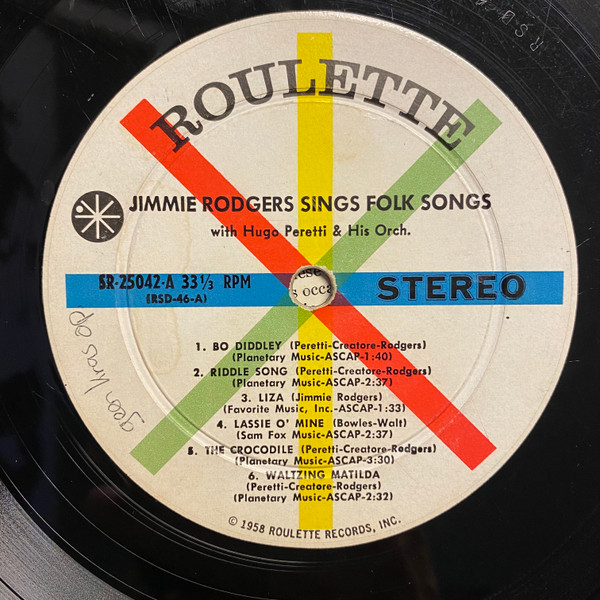 ROULETTE
JIMMIE RODGERS SINGS FOLK SONGS
with Hugo Peretti & His Orch.
SR-25042-A 33⅓ RPM
(RSD-46-A)
STEREO
1. BO DIDDLEY (Peretti-Creatore-Rodgers)
(Planetary Music-ASCAP-1:40)
2. RIDDLE SONG (Peretti-Creatore-Rodgers)
(Planetary Music-ASCAP-2:37)
3. LIZA (Jimmie Rodgers)
(Favorite Music, Inc.-ASCAP-1:33)
4. LASSIE O' MINE (Bowles-Walt)
(Sam Fox Music-ASCAP-2:37)
5. THE CROCODILE (Peretti-Creatore-Rodgers)
(Planetary Music-ASCAP-3:30)
6. WALTZING MATILDA
(Peretti-Creatore-Rodgers)
(Planetary Music-ASCAP-2:32)
© 1958 ROULETTE RECORDS, INC.